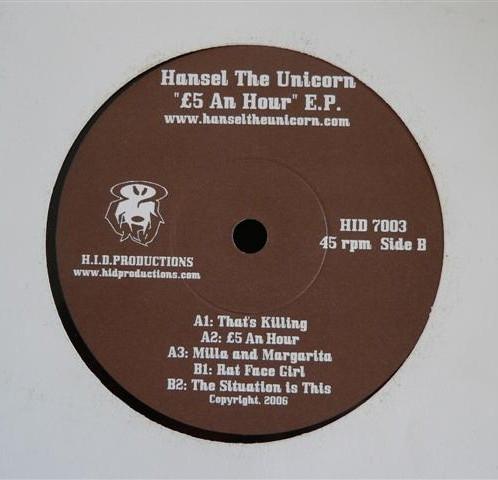 Hansel The Unicorn
"£5 An Hour" E.P.
www.hanseltheunicorn.com
H.I.D.PRODUCTIONS
www.hidproductions.com
HID 7003
45 rpm Side B
A1: That's Killing
A2: £5 An Hour
A3: Milla and Margarita
B1: Rat Face Girl
B2: The Situation is This
Copyright, 2006